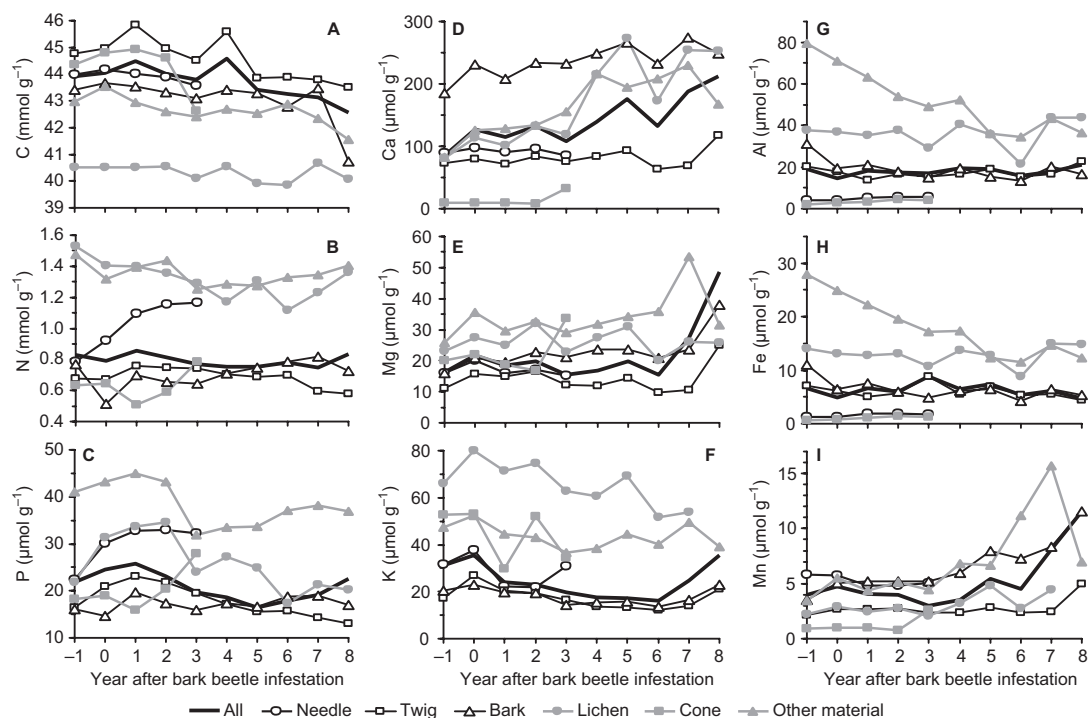 A
46
45
44
43
42
41
40
39
C (mmol g⁻¹)
D
300
200
100
0
Ca (µmol g⁻¹)
G
80
60
40
20
0
Al (µmol g⁻¹)
B
1.6
1.4
1.2
1.0
0.8
0.6
0.4
N (mmol g⁻¹)
E
60
50
40
30
20
10
0
Mg (µmol g⁻¹)
H
30
20
10
0
Fe (µmol g⁻¹)
C
50
40
30
20
10
P (µmol g⁻¹)
–1 0 1 2 3 4 5 6 7 8
Year after bark beetle infestation
F
100
80
60
40
20
0
K (µmol g⁻¹)
–1 0 1 2 3 4 5 6 7 8
Year after bark beetle infestation
I
15
10
5
0
Mn (µmol g⁻¹)
–1 0 1 2 3 4 5 6 7 8
Year after bark beetle infestation
All Needle Twig Bark Lichen Cone Other material